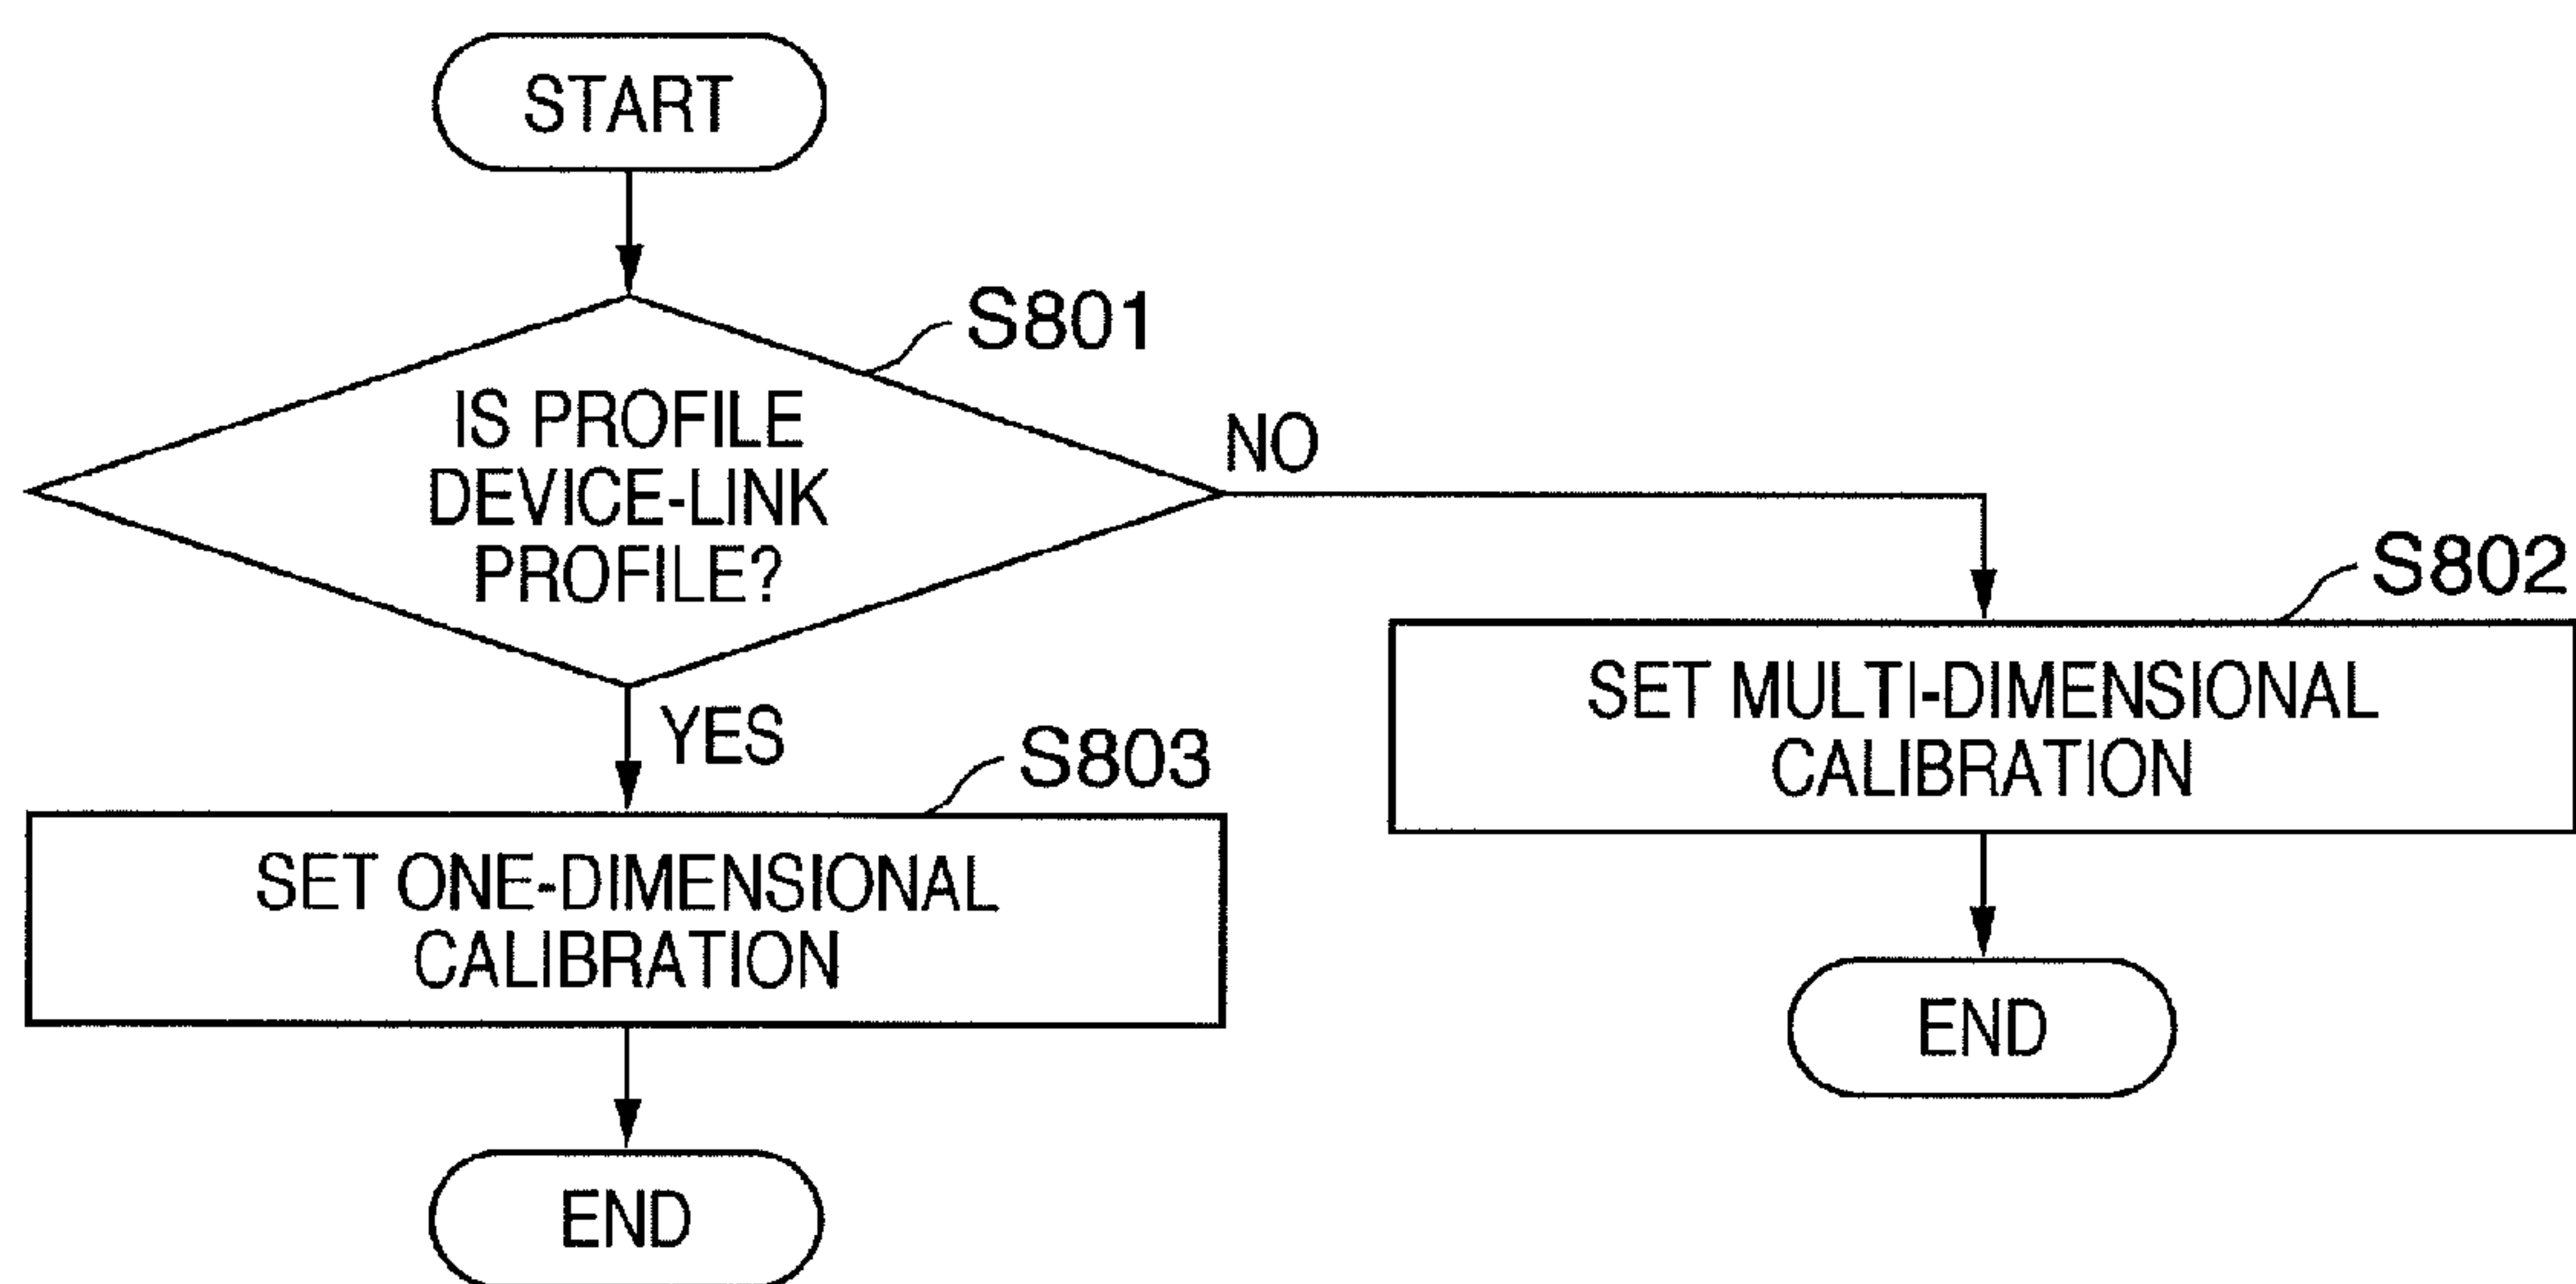 START
S801
IS PROFILE
DEVICE-LINK
PROFILE?
NO
YES
S802
SET MULTI-DIMENSIONAL
CALIBRATION
END
S803
SET ONE-DIMENSIONAL
CALIBRATION
END